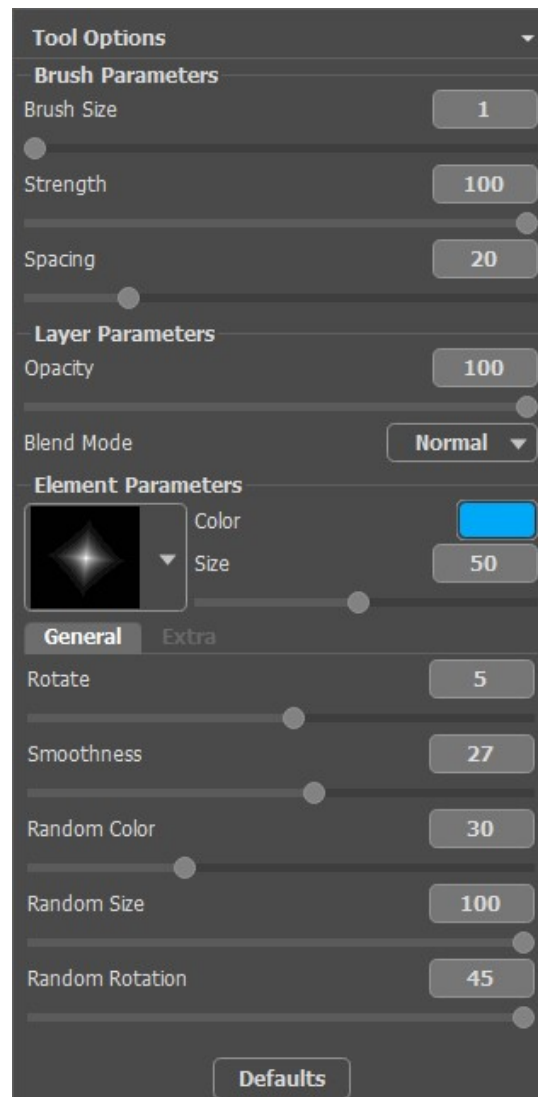 Tool Options
Brush Parameters
Brush Size 1
Strength 100
Spacing 20
Layer Parameters
Opacity 100
Blend Mode Normal
Element Parameters
Color
Size 50
General Extra
Rotate 5
Smoothness 27
Random Color 30
Random Size 100
Random Rotation 45
Defaults